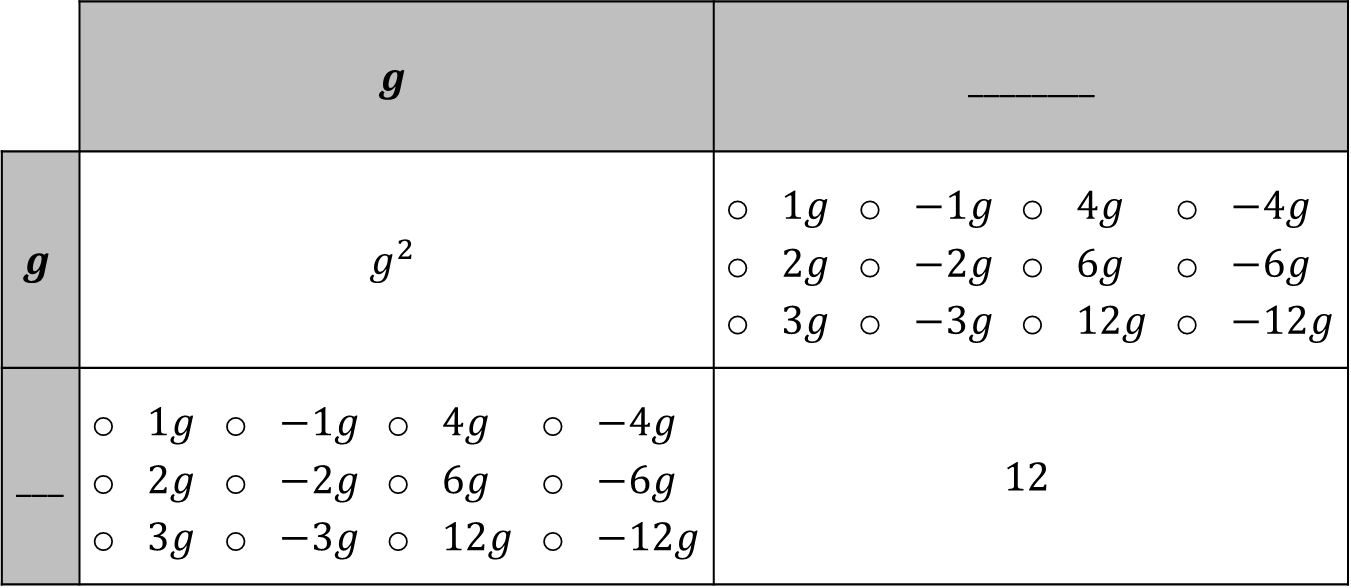 g ________
○ 1g ○ −1g ○ 4g ○ −4g
g g² ○ 2g ○ −2g ○ 6g ○ −6g
○ 3g ○ −3g ○ 12g ○ −12g
○ 1g ○ −1g ○ 4g ○ −4g
___ ○ 2g ○ −2g ○ 6g ○ −6g 12
○ 3g ○ −3g ○ 12g ○ −12g